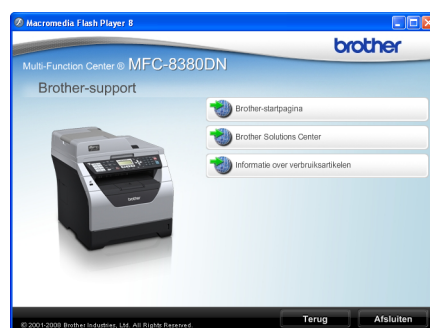 Macromedia Flash Player 8
brother
Multi-Function Center ® MFC-8380DN
Brother-support
Brother-startpagina
Brother Solutions Center
Informatie over verbruiksartikelen
brother
Terug
Afsluiten
© 2001-2008 Brother Industries, Ltd. All Rights Reserved.